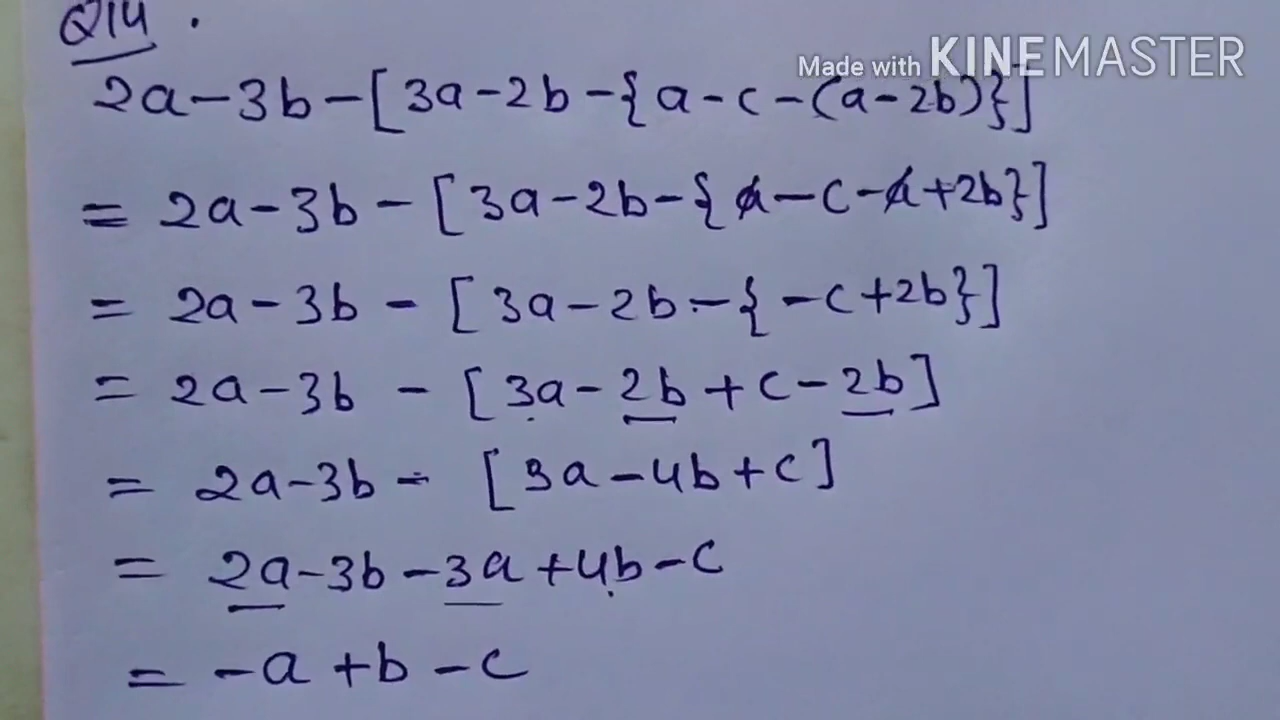 Q14.
Made with KINEMASTER
2a-3b-[3a-2b-{a-c-(a-2b)}]
= 2a-3b-[3a-2b-{a-c-a+2b}]
= 2a-3b-[3a-2b-{-c+2b}]
= 2a-3b-[3a-2b+c-2b]
= 2a-3b-[3a-4b+c]
= 2a-3b-3a+4b-c
= -a+b-c